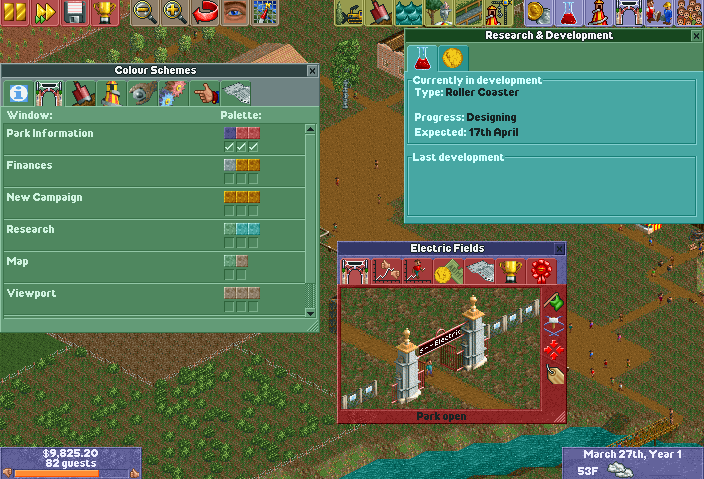 Research & Development
Currently in development
Type: Roller Coaster
Progress: Designing
Expected: 17th April
Last development
Colour Schemes
Window: Palette:
Park Information
Finances
New Campaign
Research
Map
Viewport
Electric Fields
Electric
Park open
$9,825.20
82 guests
March 27th, Year 1
53F